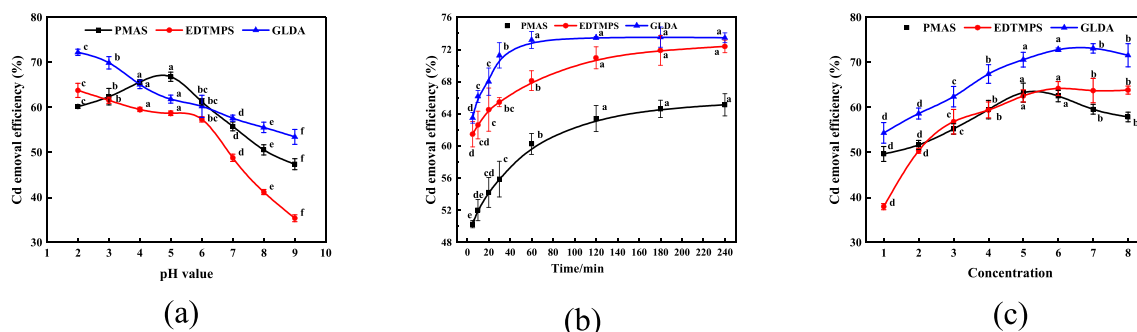 (a)
PMAS EDTMPS GLDA
Cd emoval efficiency (%)
80
70
60
50
40
30
1 2 3 4 5 6 7 8 9 10
pH value
c b a a bc d e f
c b a a bc d e f
c b a a bc d e f
(a)
(b)
PMAS EDTMPS GLDA
Cd emoval efficiency (%)
76
72
68
64
60
56
52
48
0 20 40 60 80 100 120 140 160 180 200 220 240
Time/min
d c c b a a a a
d cd c bc b a a a
e de cd c b a a a
(b)
(c)
PMAS EDTMPS GLDA
Cd emoval efficiency (%)
80
70
60
50
40
30
1 2 3 4 5 6 7 8
Concentration
(c)